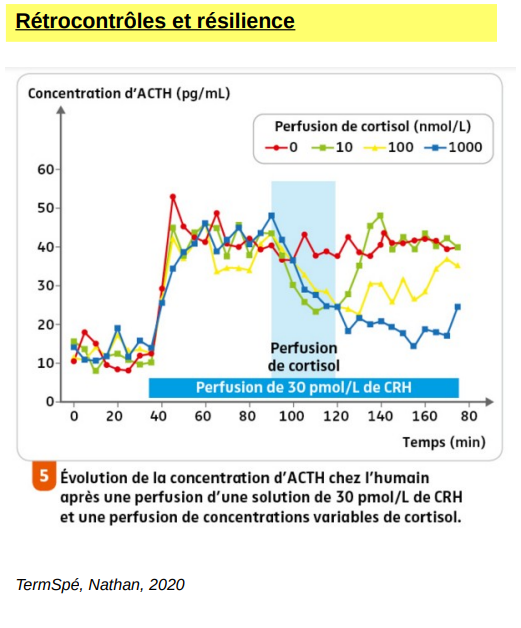 Rétrocontrôles et résilience
Concentration d'ACTH (pg/mL)
Perfusion de cortisol (nmol/L)
0 10 100 1000
60
50
40
30
20
10
0
Perfusion
de cortisol
Perfusion de 30 pmol/L de CRH
0 20 40 60 80 100 120 140 160 80
Temps (min)
5 Évolution de la concentration d'ACTH chez l'humain
après une perfusion d'une solution de 30 pmol/L de CRH
et une perfusion de concentrations variables de cortisol.
TermSpé, Nathan, 2020